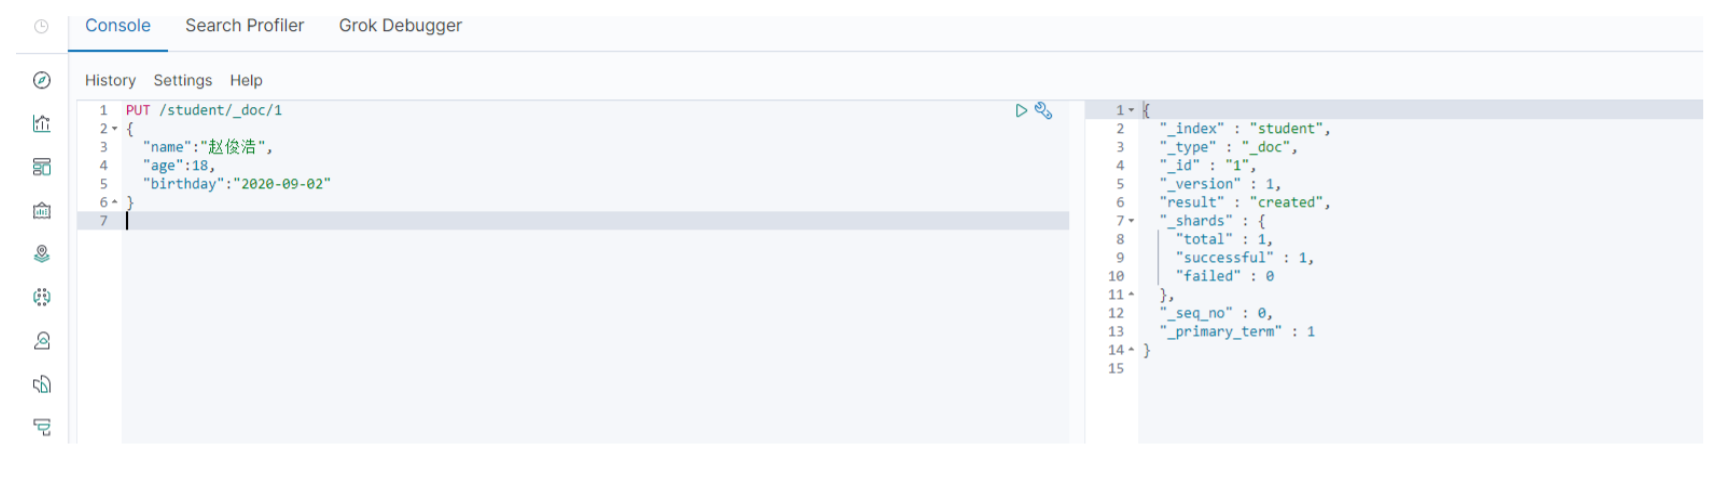 Console Search Profiler Grok Debugger
History Settings Help
1 PUT /student/_doc/1
2 {
3 "name":"赵俊浩",
4 "age":18,
5 "birthday":"2020-09-02"
6 }
7
1 {
2 "_index" : "student",
3 "_type" : "_doc",
4 "_id" : "1",
5 "_version" : 1,
6 "result" : "created",
7 "_shards" : {
8 "total" : 1,
9 "successful" : 1,
10 "failed" : 0
11 },
12 "_seq_no" : 0,
13 "_primary_term" : 1
14 }
15